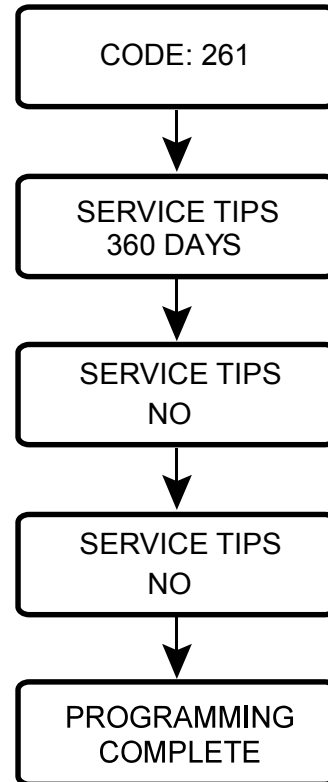 CODE: 261
SERVICE TIPS
360 DAYS
SERVICE TIPS
NO
SERVICE TIPS
NO
PROGRAMMING
COMPLETE